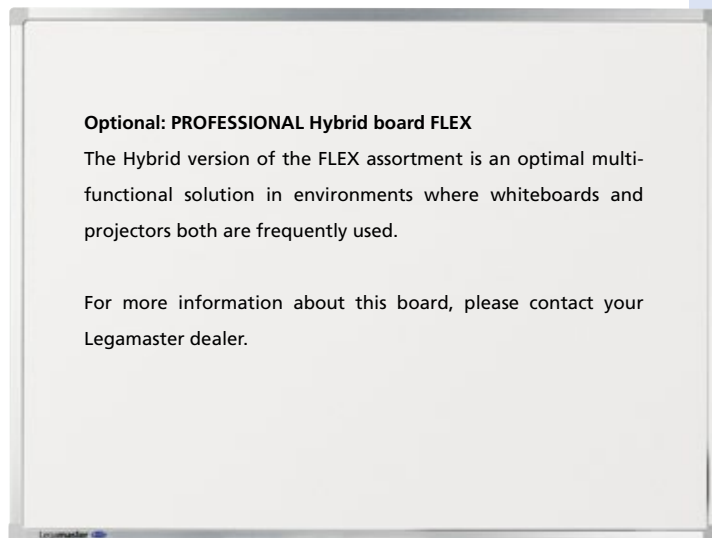 Optional: PROFESSIONAL Hybrid board FLEX
The Hybrid version of the FLEX assortment is an optimal multi-
functional solution in environments where whiteboards and
projectors both are frequently used.
For more information about this board, please contact your
Legamaster dealer.
Legamaster